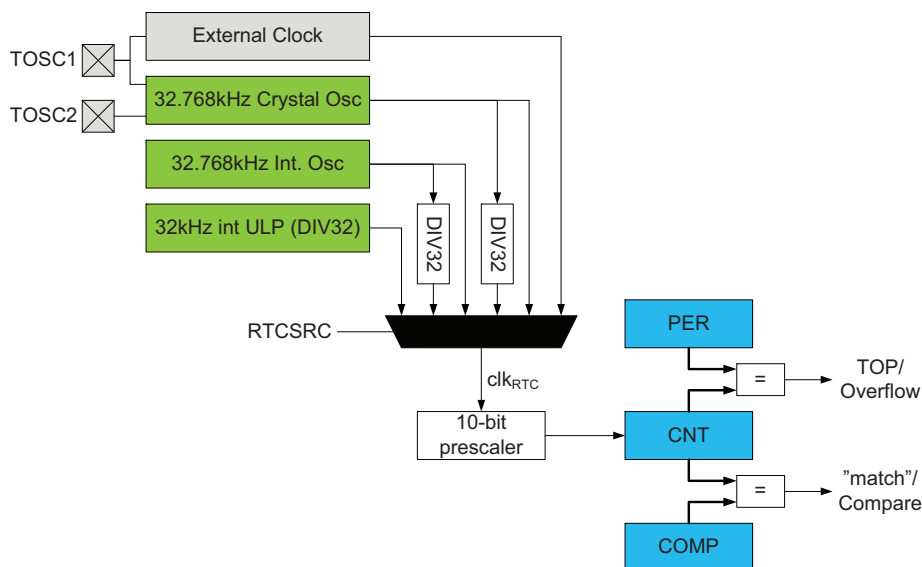 External Clock
TOSC1
32.768kHz Crystal Osc
TOSC2
32.768kHz Int. Osc
32kHz int ULP (DIV32)
DIV32
DIV32
RTCSRC
PER
clkRTC
=
TOP/
Overflow
10-bit
prescaler
CNT
=
”match”/
Compare
COMP